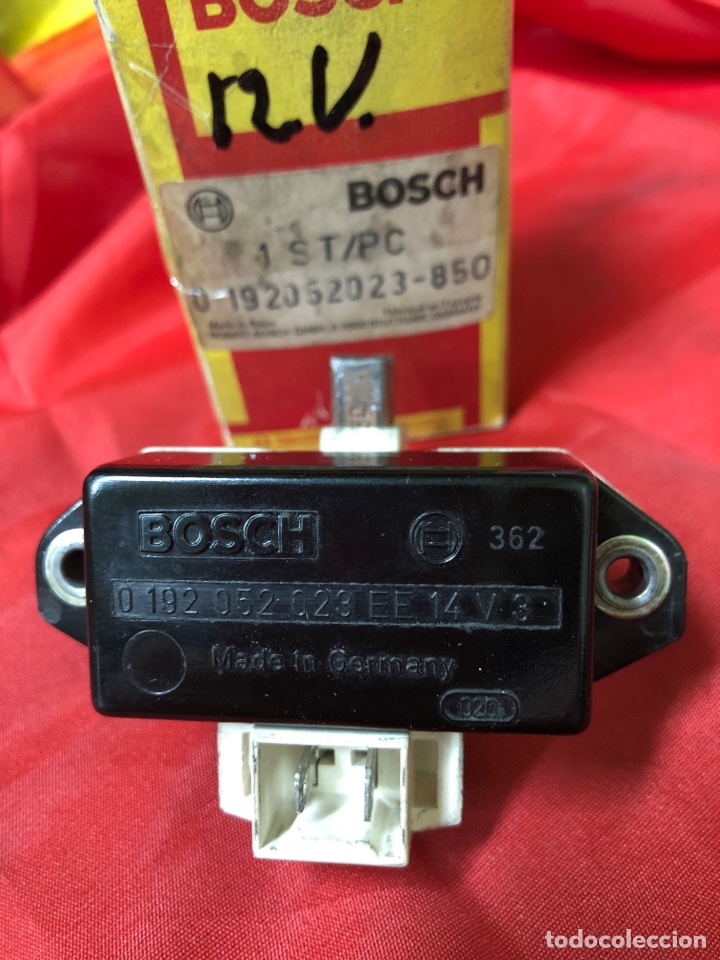 BOSCH
12.V.
BOSCH
1 ST/PC
0 192052023-850
BOSCH
362
0 192 052 023 EE 14 V 3
Made in Germany
020
todocoleccion